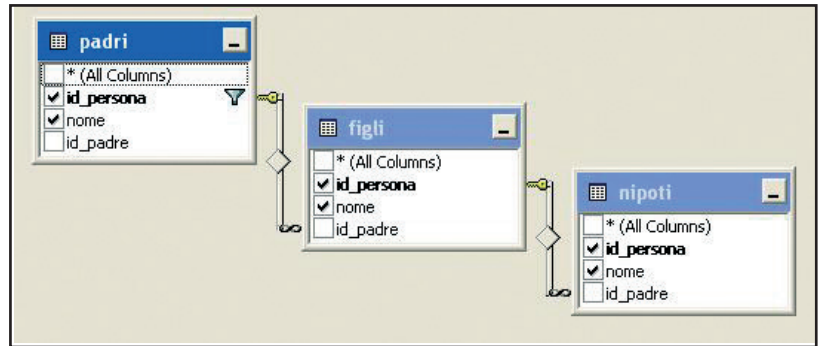 padri
* (All Columns)
id_persona
nome
id_padre
figli
* (All Columns)
id_persona
nome
id_padre
nipoti
* (All Columns)
id_persona
nome
id_padre